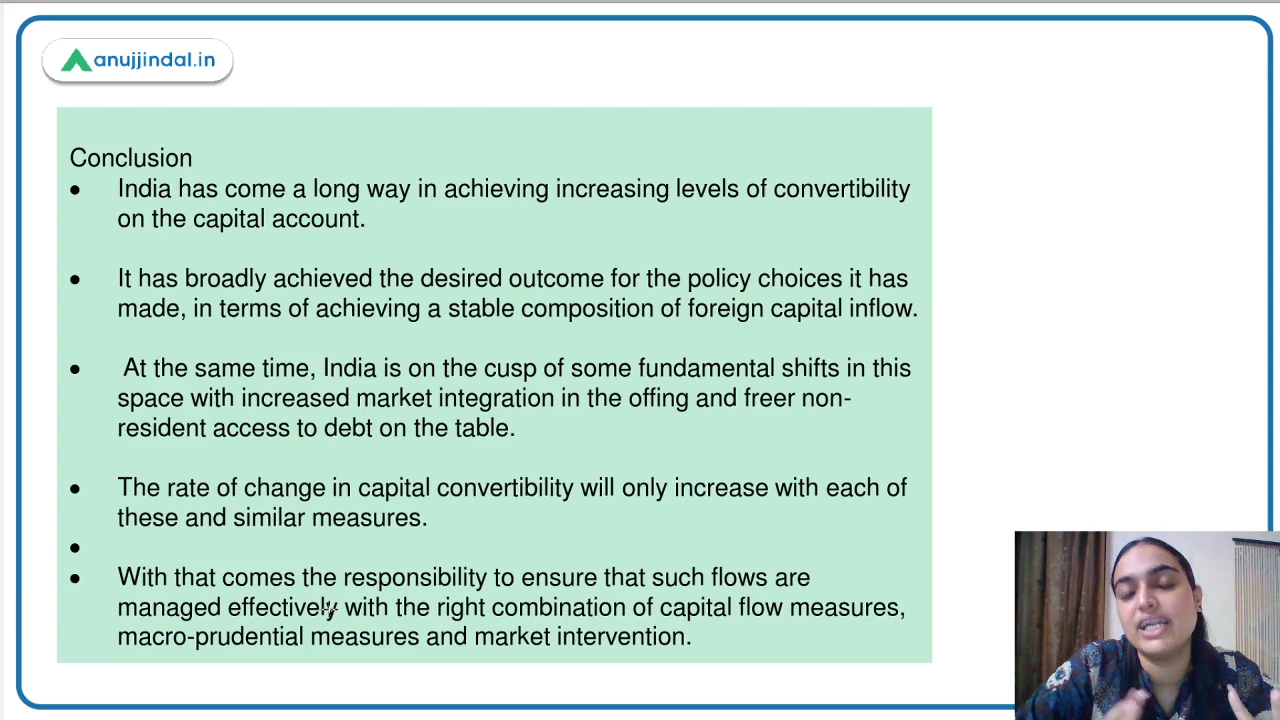 anujjindal.in
Conclusion
• India has come a long way in achieving increasing levels of convertibility
on the capital account.
• It has broadly achieved the desired outcome for the policy choices it has
made, in terms of achieving a stable composition of foreign capital inflow.
• At the same time, India is on the cusp of some fundamental shifts in this
space with increased market integration in the offing and freer non-
resident access to debt on the table.
• The rate of change in capital convertibility will only increase with each of
these and similar measures.
•
• With that comes the responsibility to ensure that such flows are
managed effectively with the right combination of capital flow measures,
macro-prudential measures and market intervention.